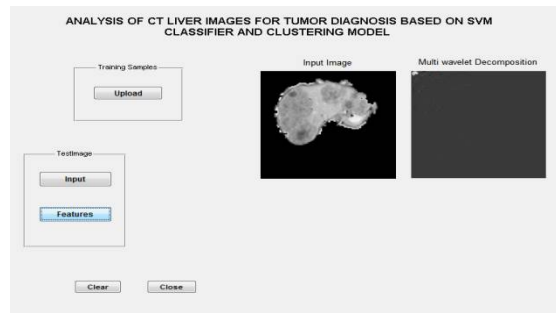 ANALYSIS OF CT LIVER IMAGES FOR TUMOR DIAGNOSIS BASED ON SVM
CLASSIFIER AND CLUSTERING MODEL
Training Samples
Upload
Input Image
Multi wavelet Decomposition
TestImage
Input
Features
Clear
Close